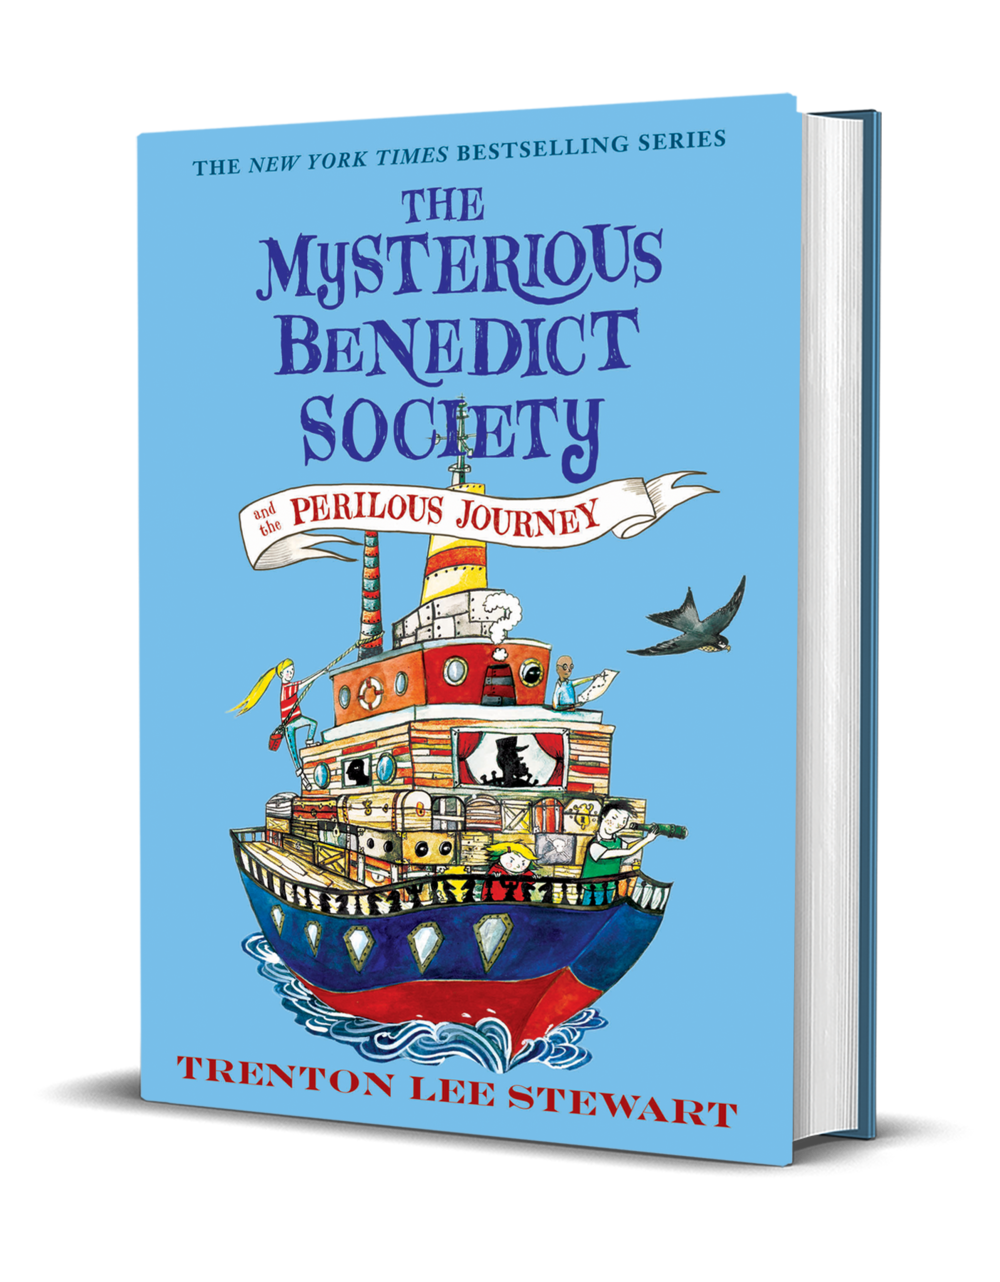 THE NEW YORK TIMES BESTSELLING SERIES
THE
MySTERIOUS
BENEDICT
SOCIETy
and the PERILOUS JOURNEY
TRENTON LEE STEWART